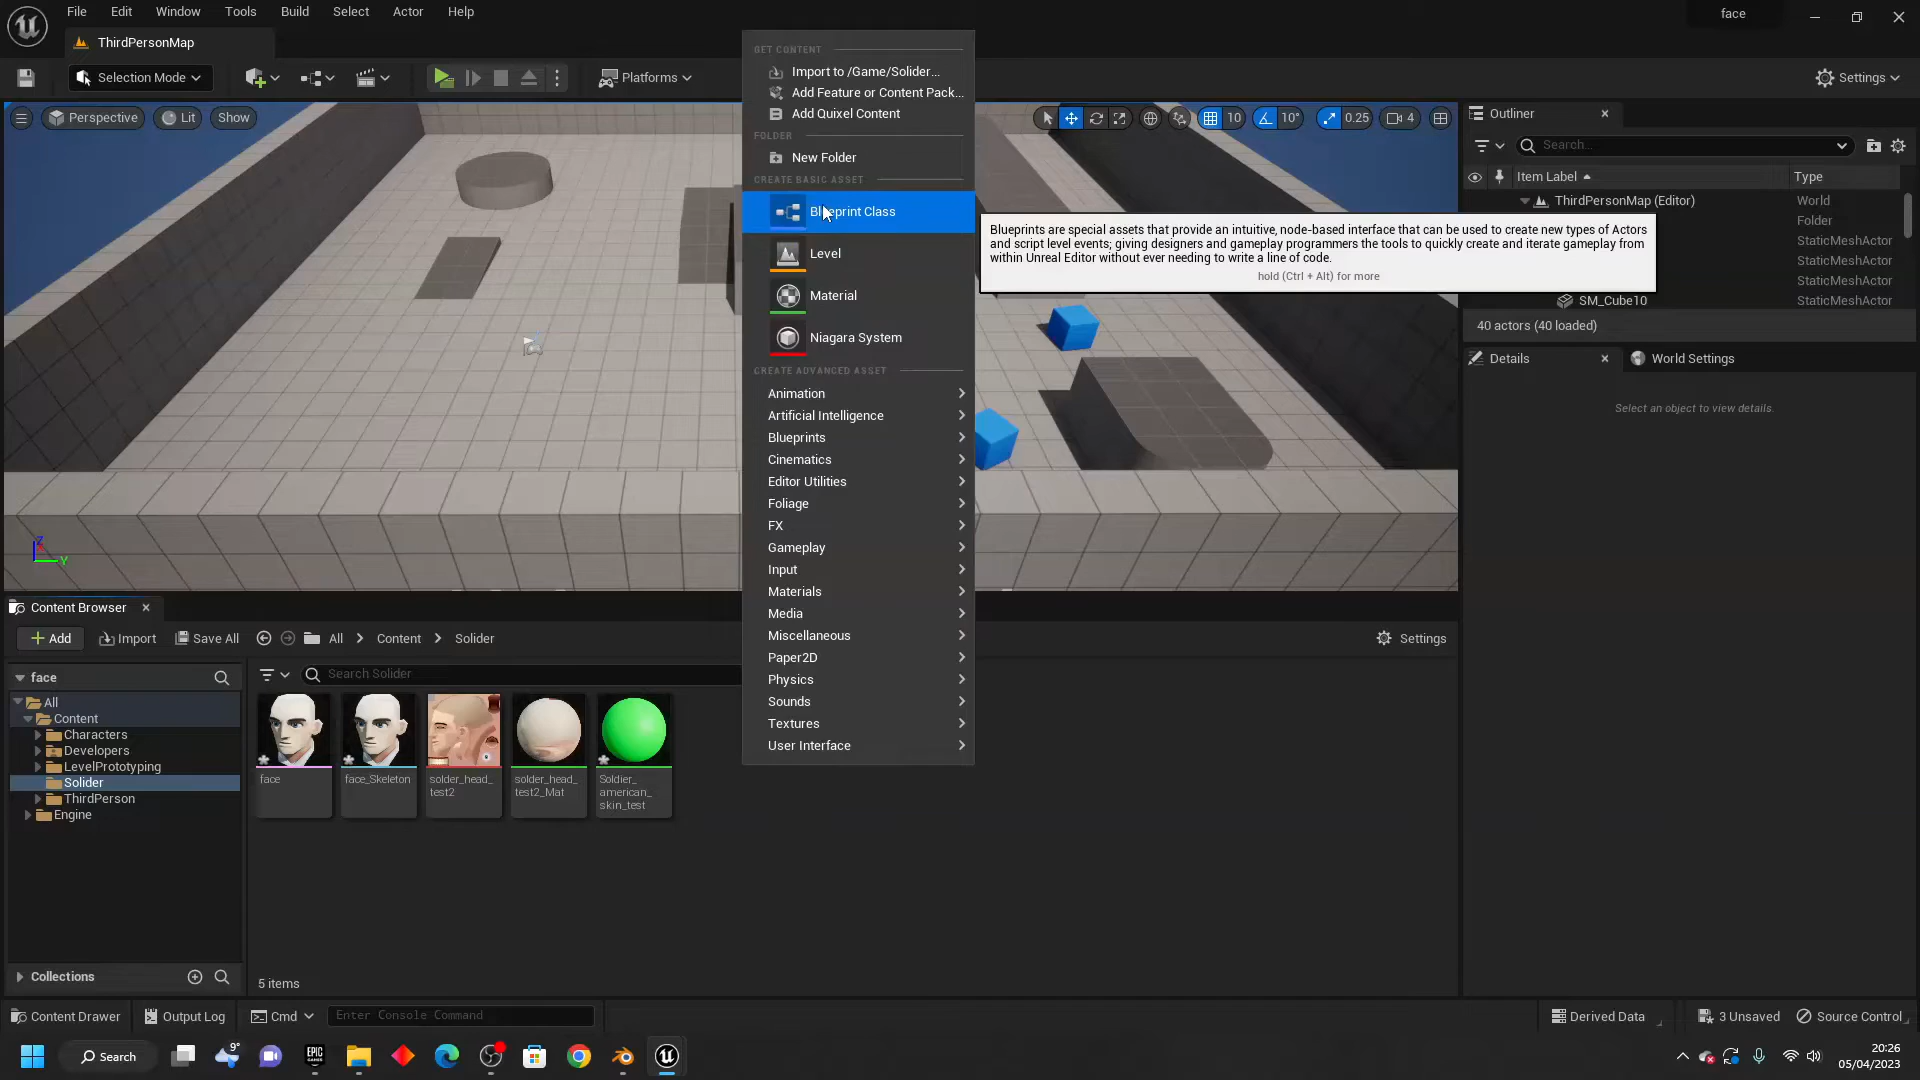 File Edit Window Tools Build Select Actor Help
face
ThirdPersonMap
Selection Mode
Platforms
Settings
Perspective
Lit
Show
10
10°
0.25
4
GET CONTENT
Import to /Game/Solider...
Add Feature or Content Pack...
Add Quixel Content
FOLDER
New Folder
CREATE BASIC ASSET
Blueprint Class
Level
Material
Niagara System
CREATE ADVANCED ASSET
Animation
Artificial Intelligence
Blueprints
Cinematics
Editor Utilities
Foliage
FX
Gameplay
Input
Materials
Media
Miscellaneous
Paper2D
Physics
Sounds
Textures
User Interface
Blueprints are special assets that provide an intuitive, node-based interface that can be used to create new types of Actors
and script level events; giving designers and gameplay programmers the tools to quickly create and iterate gameplay from
within Unreal Editor without ever needing to write a line of code.
hold (Ctrl + Alt) for more
Outliner
Search...
Item Label Type
ThirdPersonMap (Editor) World
Folder
StaticMeshActor
StaticMeshActor
StaticMeshActor
StaticMeshActor
SM_Cube10 StaticMeshActor
40 actors (40 loaded)
Details
World Settings
Select an object to view details.
Z
Y
Content Browser
Add
Import
Save All
All
Content
Solider
Settings
face
Search Solider
All
Content
Characters
Developers
LevelPrototyping
Solider
ThirdPerson
Engine
face
face_Skeleton
solder_head_
test2
solder_head_
test2_Mat
Soldier_
american_
skin_test
Collections
5 items
Content Drawer
Output Log
Cmd
Enter Console Command
Derived Data
3 Unsaved
Source Control
Search
9°
EPIC
GAMES
20:26
05/04/2023